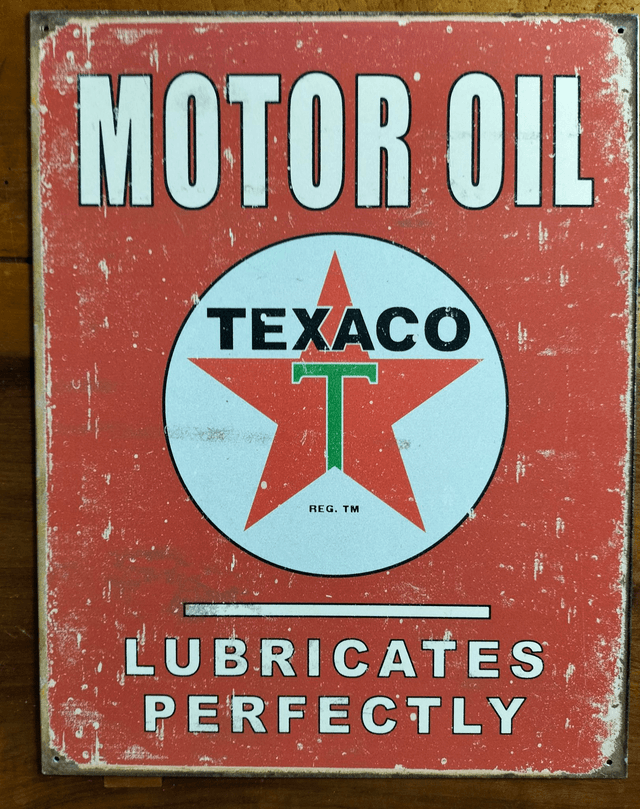 MOTOR OIL
TEXACO
T
REG. TM
LUBRICATES
PERFECTLY